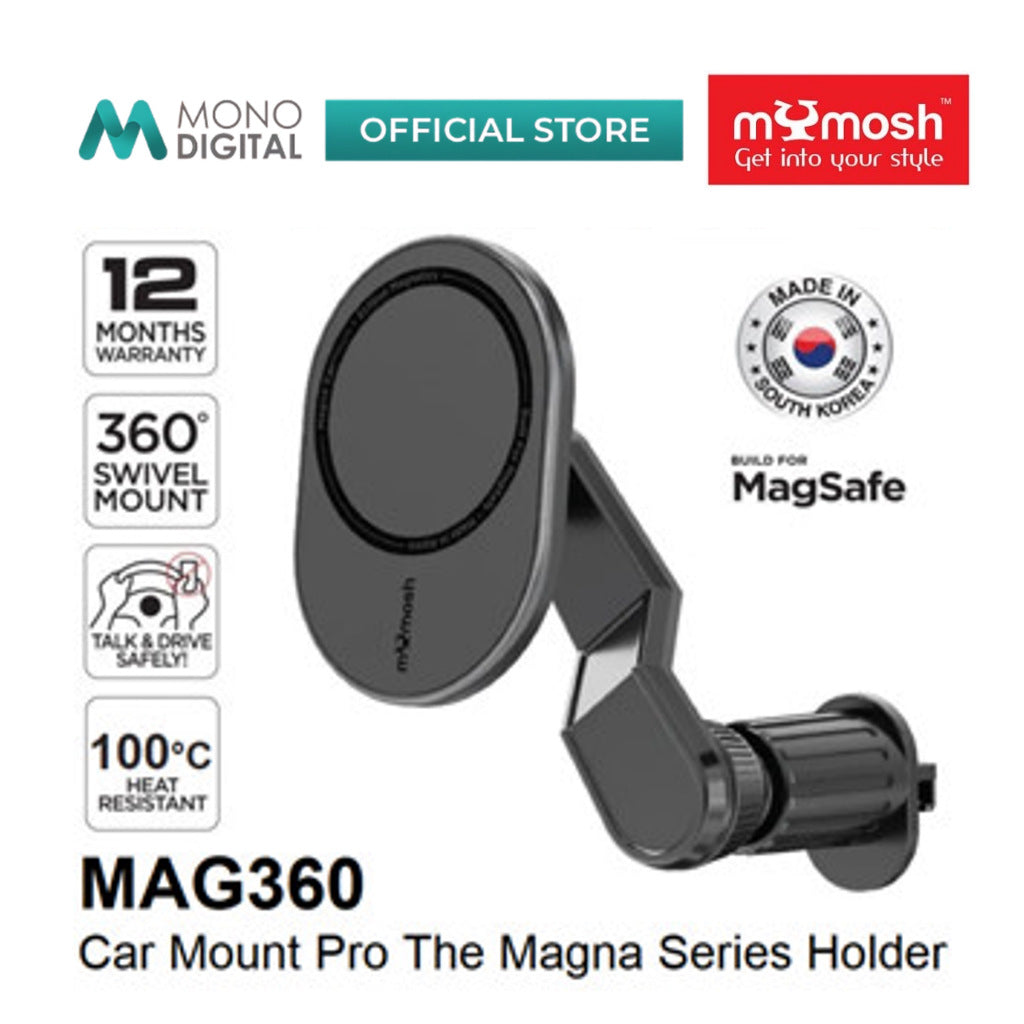 MONO
DIGITAL
OFFICIAL STORE
mymosh™
Get into your style
12
MONTHS
WARRANTY
360°
SWIVEL
MOUNT
TALK & DRIVE
SAFELY!
100°C
HEAT
RESISTANT
mymosh
MADE IN
SOUTH KOREA
BUILD FOR
MagSafe
MAG360
Car Mount Pro The Magna Series Holder